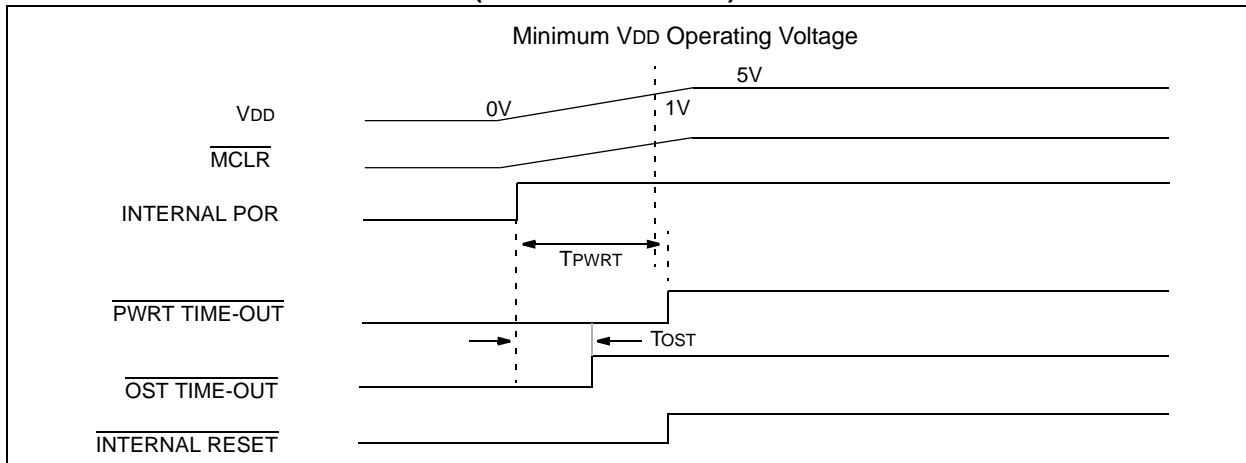 Minimum VDD Operating Voltage
5V
VDD
0V
1V
MCLR
INTERNAL POR
TPWRT
PWRT TIME-OUT
TOST
OST TIME-OUT
INTERNAL RESET